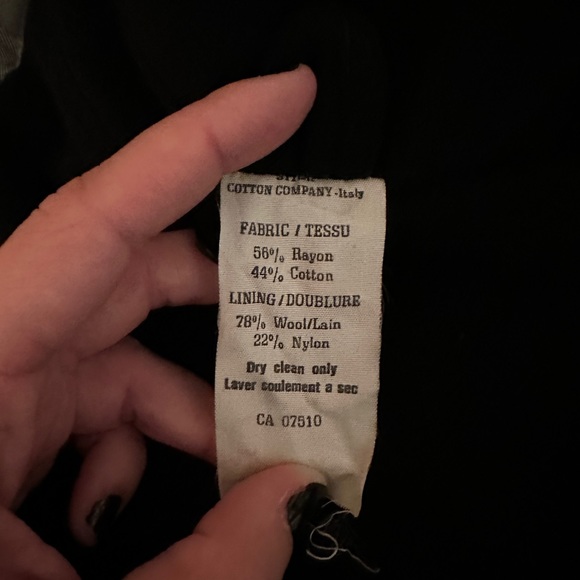 COTTON COMPANY-Italy
FABRIC / TESSU
56% Rayon
44% Cotton
LINING/DOUBLURE
78% Wool/Lain
22% Nylon
Dry clean only
Laver soulement a sec
CA 07510